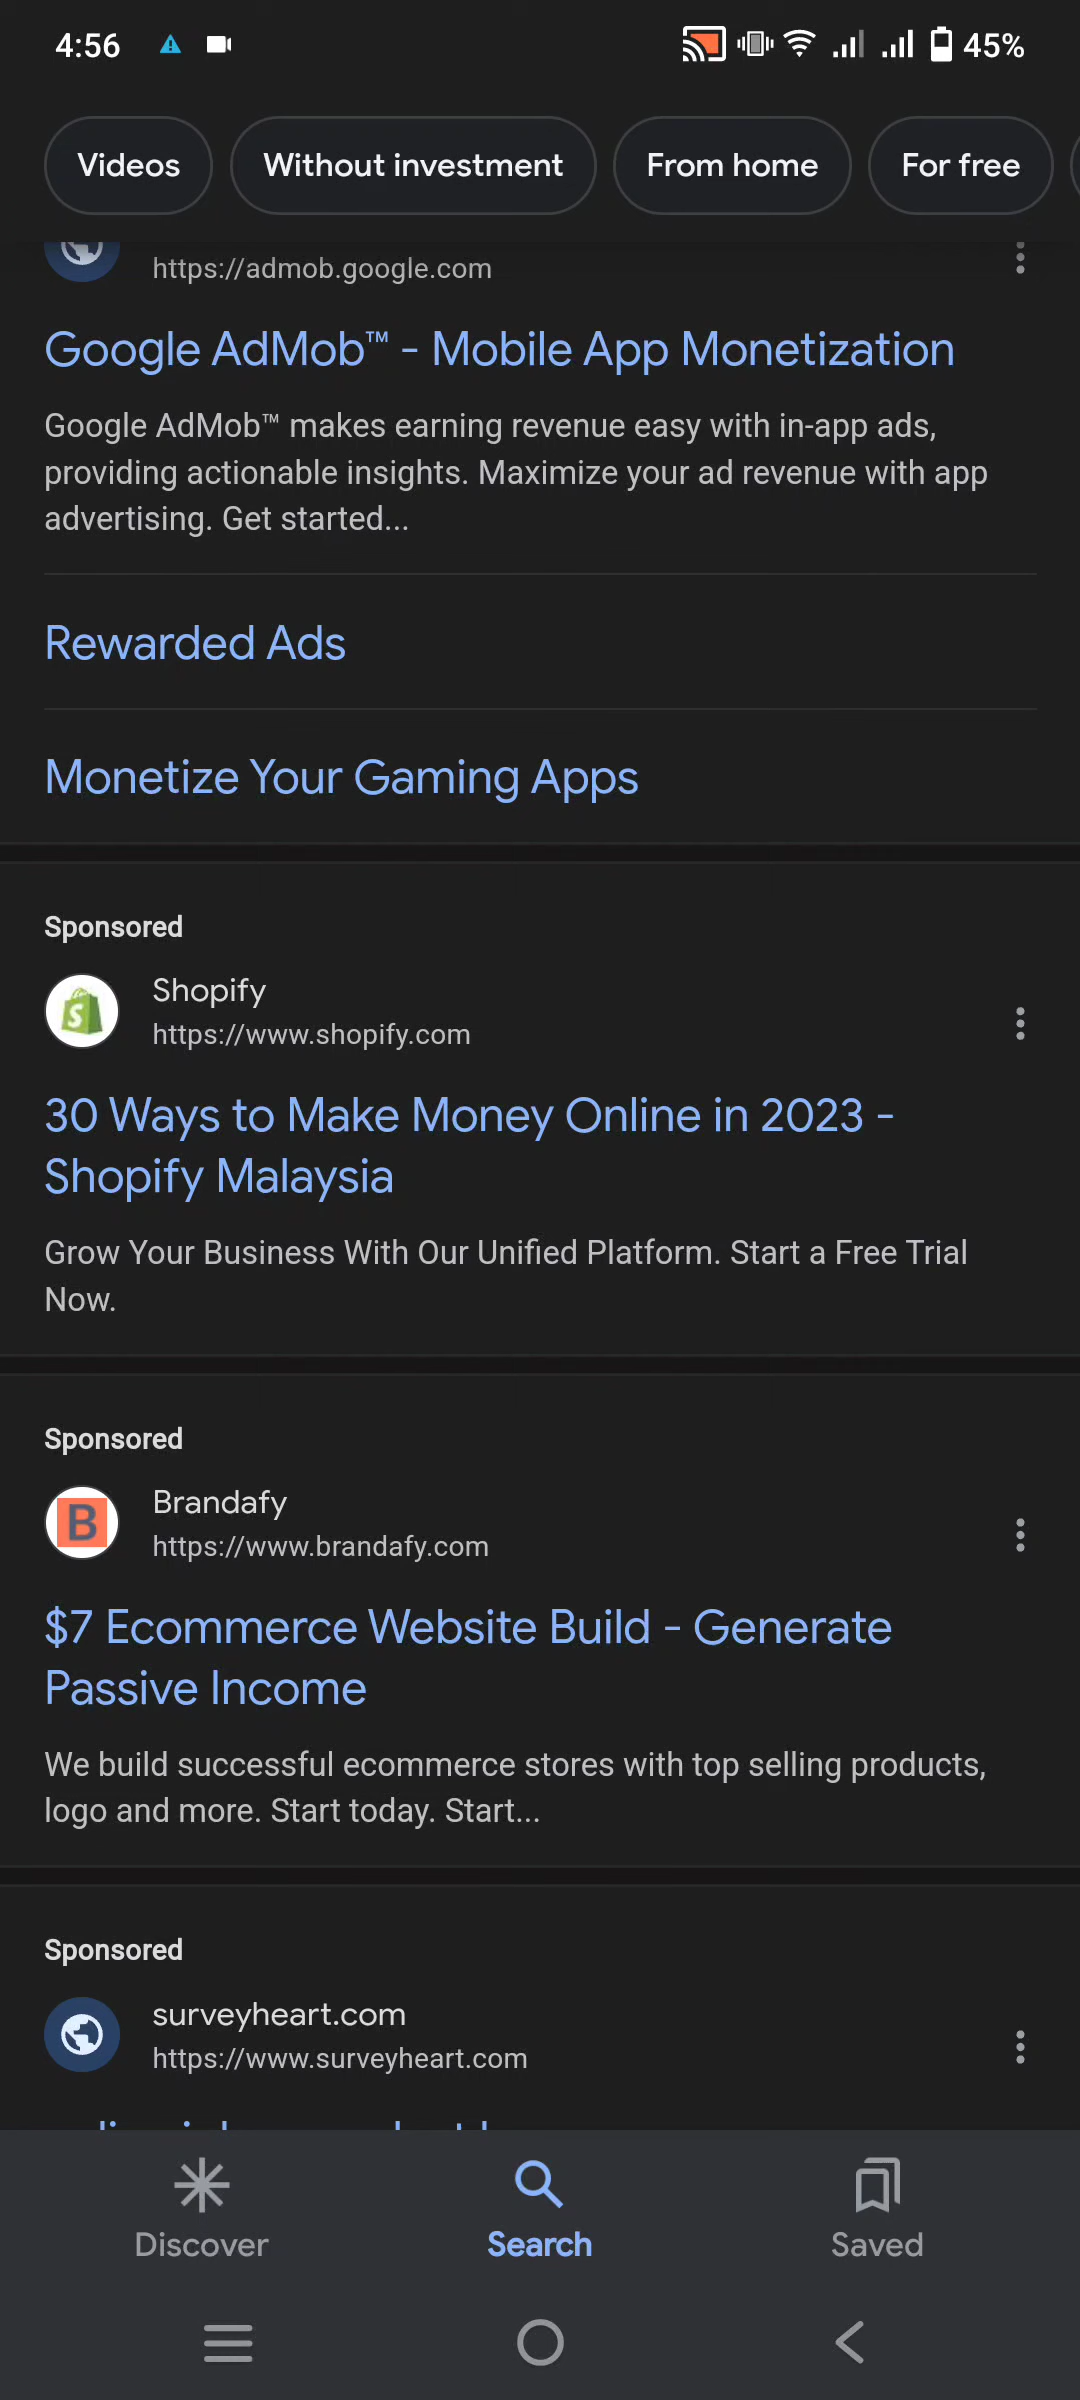 4:56
45%
Videos
Without investment
From home
For free
https://admob.google.com
Google AdMob™ - Mobile App Monetization
Google AdMob™ makes earning revenue easy with in-app ads,
providing actionable insights. Maximize your ad revenue with app
advertising. Get started...
Rewarded Ads
Monetize Your Gaming Apps
Sponsored
Shopify
https://www.shopify.com
30 Ways to Make Money Online in 2023 -
Shopify Malaysia
Grow Your Business With Our Unified Platform. Start a Free Trial
Now.
Sponsored
B
Brandafy
https://www.brandafy.com
$7 Ecommerce Website Build - Generate
Passive Income
We build successful ecommerce stores with top selling products,
logo and more. Start today. Start...
Sponsored
surveyheart.com
https://www.surveyheart.com
Discover
Search
Saved